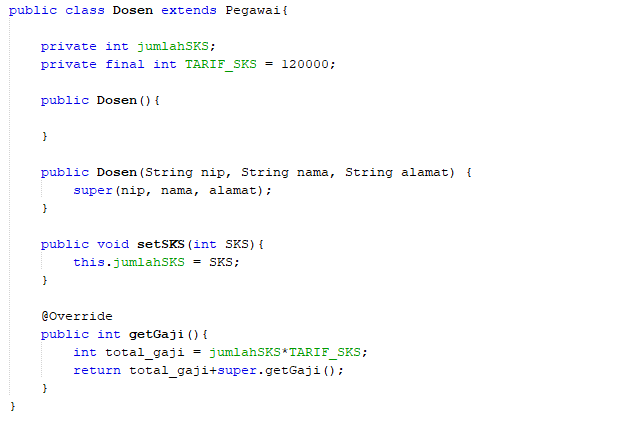 public class Dosen extends Pegawai{
private int jumlahSKS;
private final int TARIF_SKS = 120000;
public Dosen(){
}
public Dosen(String nip, String nama, String alamat) {
super(nip, nama, alamat);
}
public void setSKS(int SKS){
this.jumlahSKS = SKS;
}
@Override
public int getGaji(){
int total_gaji = jumlahSKS*TARIF_SKS;
return total_gaji+super.getGaji();
}
}